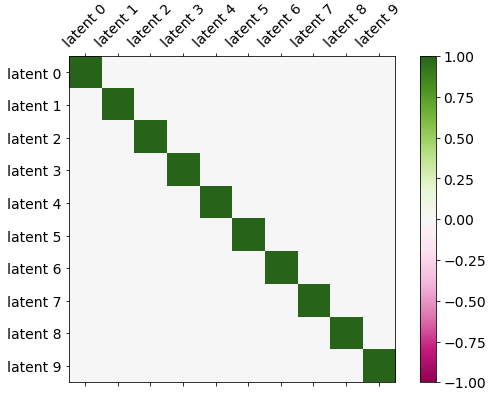 latent 0
latent 1
latent 2
latent 3
latent 4
latent 5
latent 6
latent 7
latent 8
latent 9
latent 0
latent 1
latent 2
latent 3
latent 4
latent 5
latent 6
latent 7
latent 8
latent 9
1.00
0.75
0.50
0.25
0.00
−0.25
−0.50
−0.75
−1.00